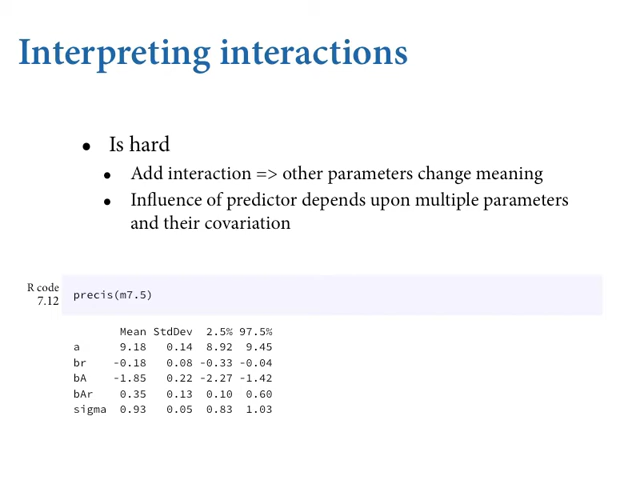 Interpreting interactions
• Is hard
• Add interaction => other parameters change meaning
• Influence of predictor depends upon multiple parameters
and their covariation
R code
7.12
precis(m7.5)
Mean StdDev 2.5% 97.5%
a 9.18 0.14 8.92 9.45
br -0.18 0.08 -0.33 -0.04
bA -1.85 0.22 -2.27 -1.42
bAr 0.35 0.13 0.10 0.60
sigma 0.93 0.05 0.83 1.03